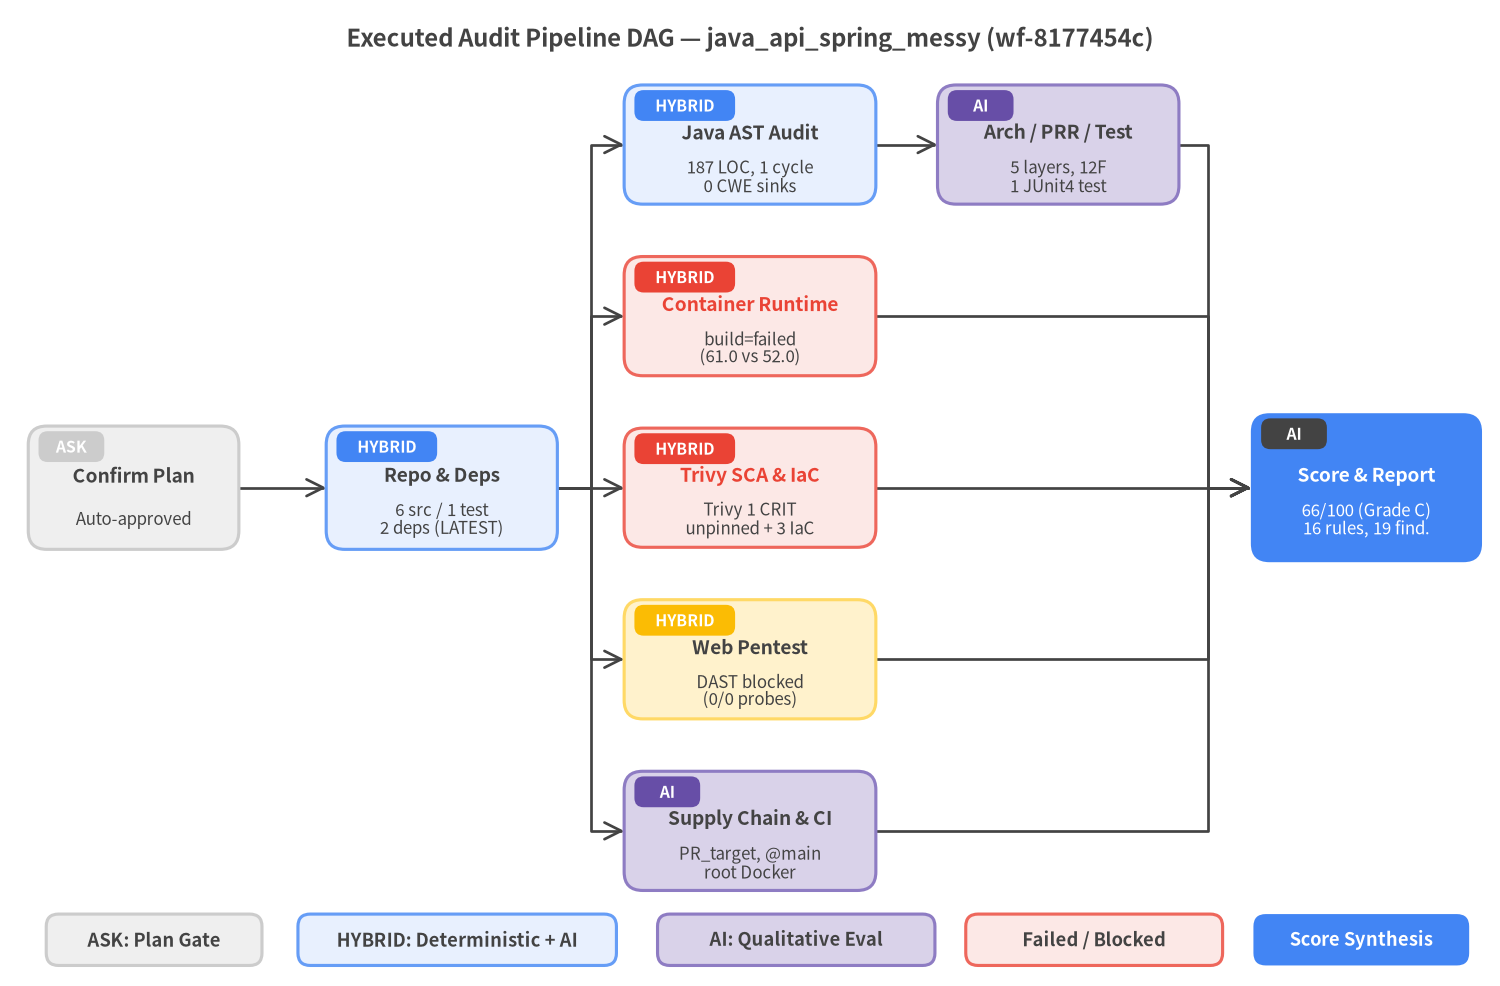 Executed Audit Pipeline DAG — java_api_spring_messy (wf-8177454c)
HYBRID
Java AST Audit
187 LOC, 1 cycle
0 CWE sinks
AI
Arch / PRR / Test
5 layers, 12F
1 JUnit4 test
HYBRID
Container Runtime
build=failed
(61.0 vs 52.0)
ASK
Confirm Plan
Auto-approved
HYBRID
Repo & Deps
6 src / 1 test
2 deps (LATEST)
HYBRID
Trivy SCA & IaC
Trivy 1 CRIT
unpinned + 3 IaC
AI
Score & Report
66/100 (Grade C)
16 rules, 19 find.
HYBRID
Web Pentest
DAST blocked
(0/0 probes)
AI
Supply Chain & CI
PR_target, @main
root Docker
ASK: Plan Gate
HYBRID: Deterministic + AI
AI: Qualitative Eval
Failed / Blocked
Score Synthesis